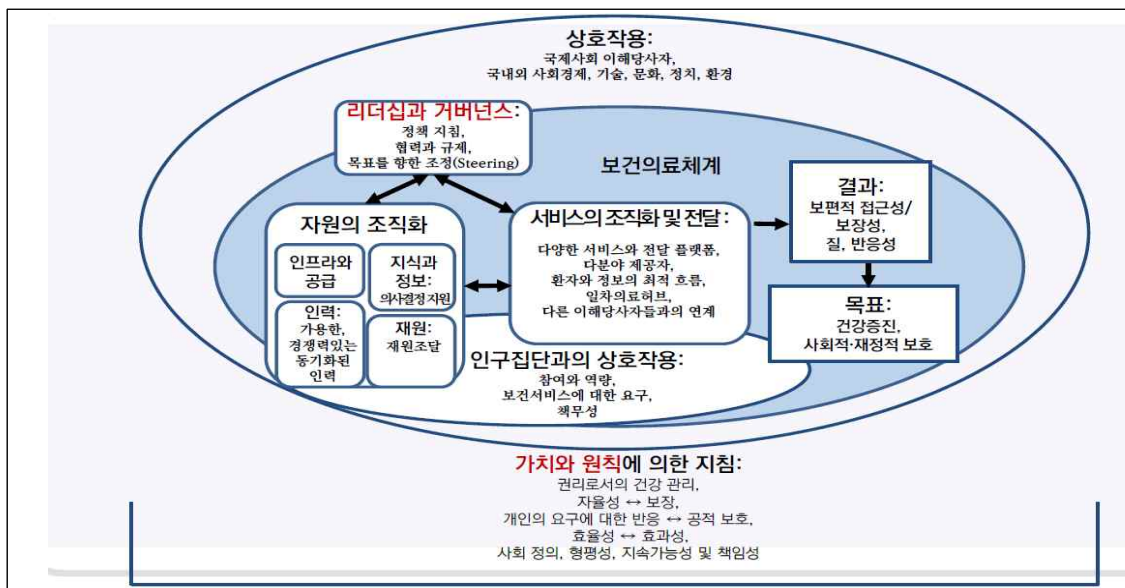 상호작용:
국제사회 이해당사자,
국내외 사회경제, 기술, 문화, 정치, 환경
리더십과 거버넌스:
정책 지침,
협력과 규제,
목표를 향한 조정(Steering)
보건의료체계
자원의 조직화
인프라와
공급
지식과
정보:
의사결정 지원
인력:
가용한,
경쟁력있는
동기화된
인력
재원:
재원조달
서비스의 조직화 및 전달:
다양한 서비스와 전달 플랫폼,
다분야 제공자,
환자와 정보의 최적 흐름,
일차의료허브,
다른 이해당사자들과의 연계
결과:
보편적 접근성/
보장성,
질, 반응성
목표:
건강증진,
사회적·재정적 보호
인구집단과의 상호작용:
참여와 역량,
보건서비스에 대한 요구,
책무성
가치와 원칙에 의한 지침:
권리로서의 건강 관리,
자율성 ↔ 보장,
개인의 요구에 대한 반응 ↔ 공적 보호,
효율성 ↔ 효과성,
사회 정의, 형평성, 지속가능성 및 책임성